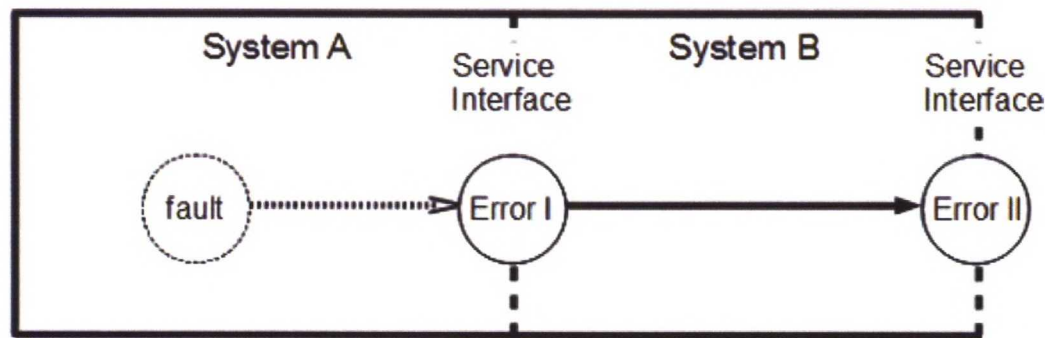 System A
Service
Interface
System B
Service
Interface
fault
Error I
Error II